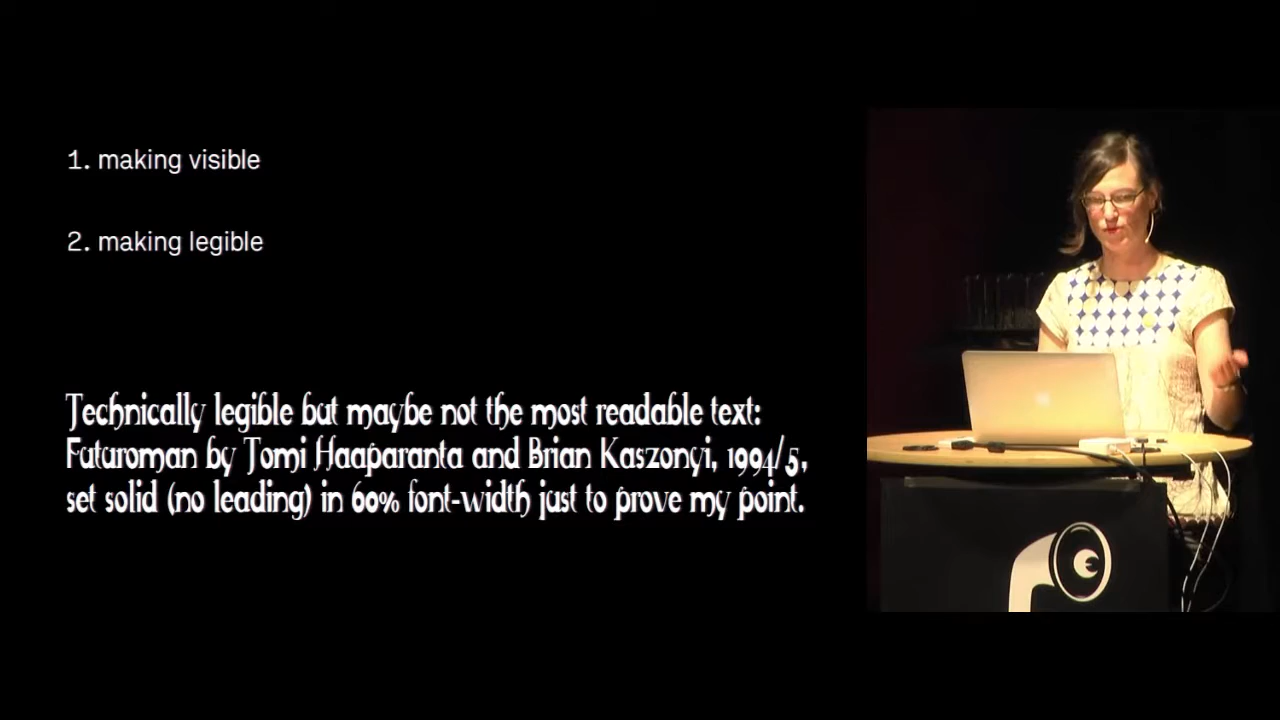 1. making visible
2. making legible
Technically legible but maybe not the most readable text:
Futuroman by Tomi Haaparanta and Brian Kaszonyi, 1994/5,
set solid (no leading) in 60% font-width just to prove my point.